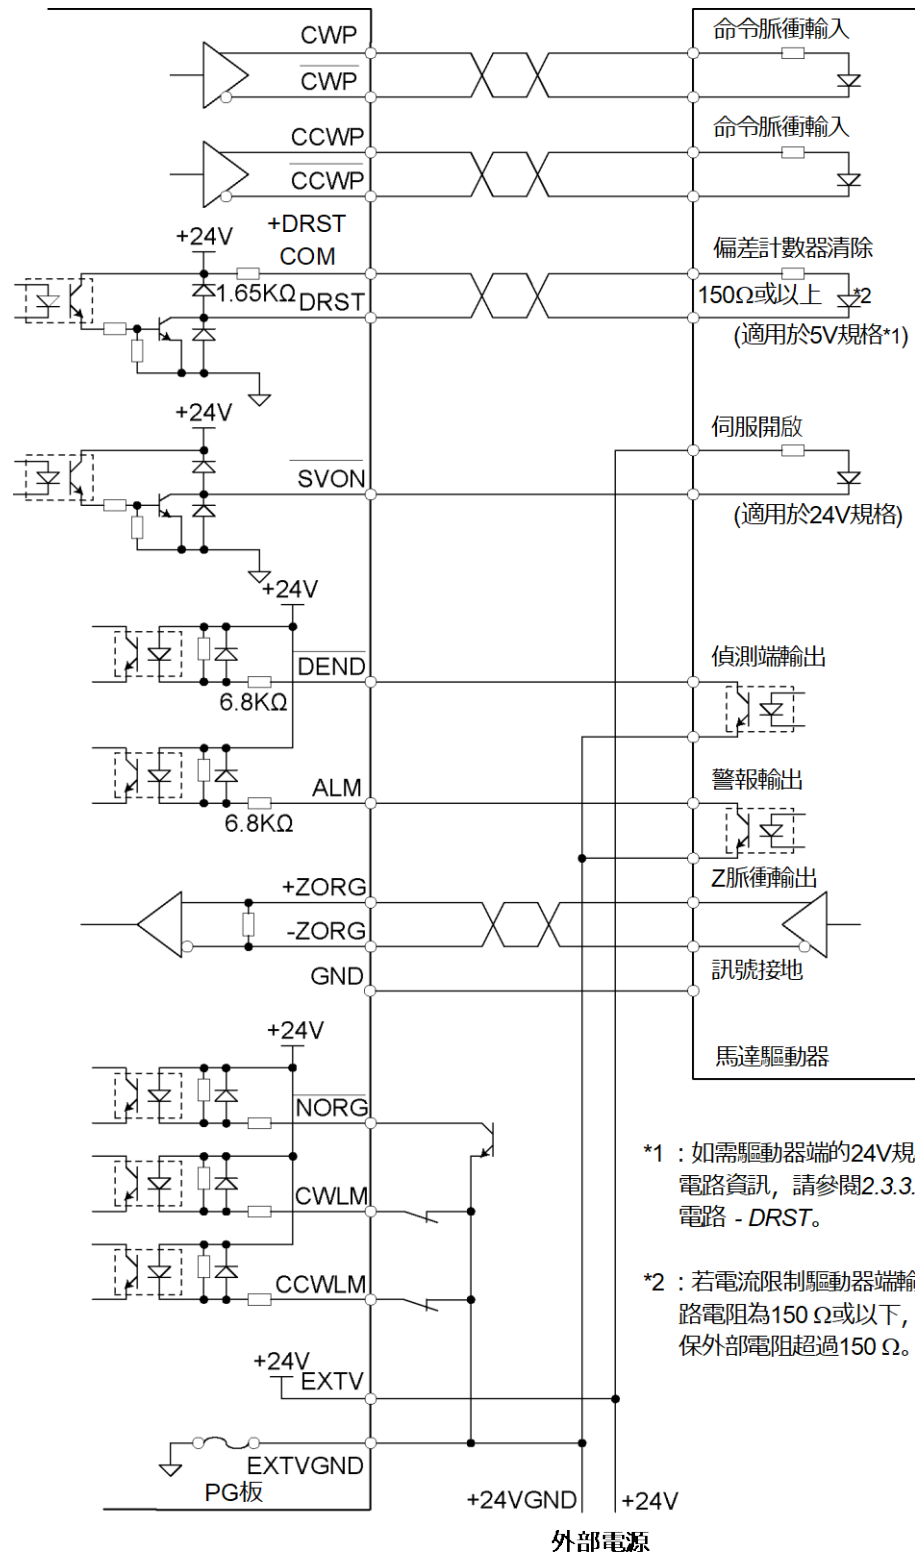 CWP
命令脈衝輸入
CWP
CCWP
命令脈衝輸入
CCWP
+DRST
+24V
COM
偏差計數器清除
1.65KΩ
150Ω或以上
*2
DRST
(適用於5V規格*1)
+24V
伺服開啟
SVON
(適用於24V規格)
+24V
DEND
偵測端輸出
6.8KΩ
ALM
警報輸出
6.8KΩ
Z脈衝輸出
+ZORG
-ZORG
GND
訊號接地
+24V
馬達驅動器
NORG
*1 : 如需驅動器端的24V規
電路資訊，請參閱2.3.3.
電路 - DRST。
CWLM
*2 : 若電流限制驅動器端輸
路電阻為150 Ω或以下，
保外部電阻超過150 Ω。
CCWLM
+24V
EXTV
EXTVGND
PG板
+24VGND
+24V
外部電源